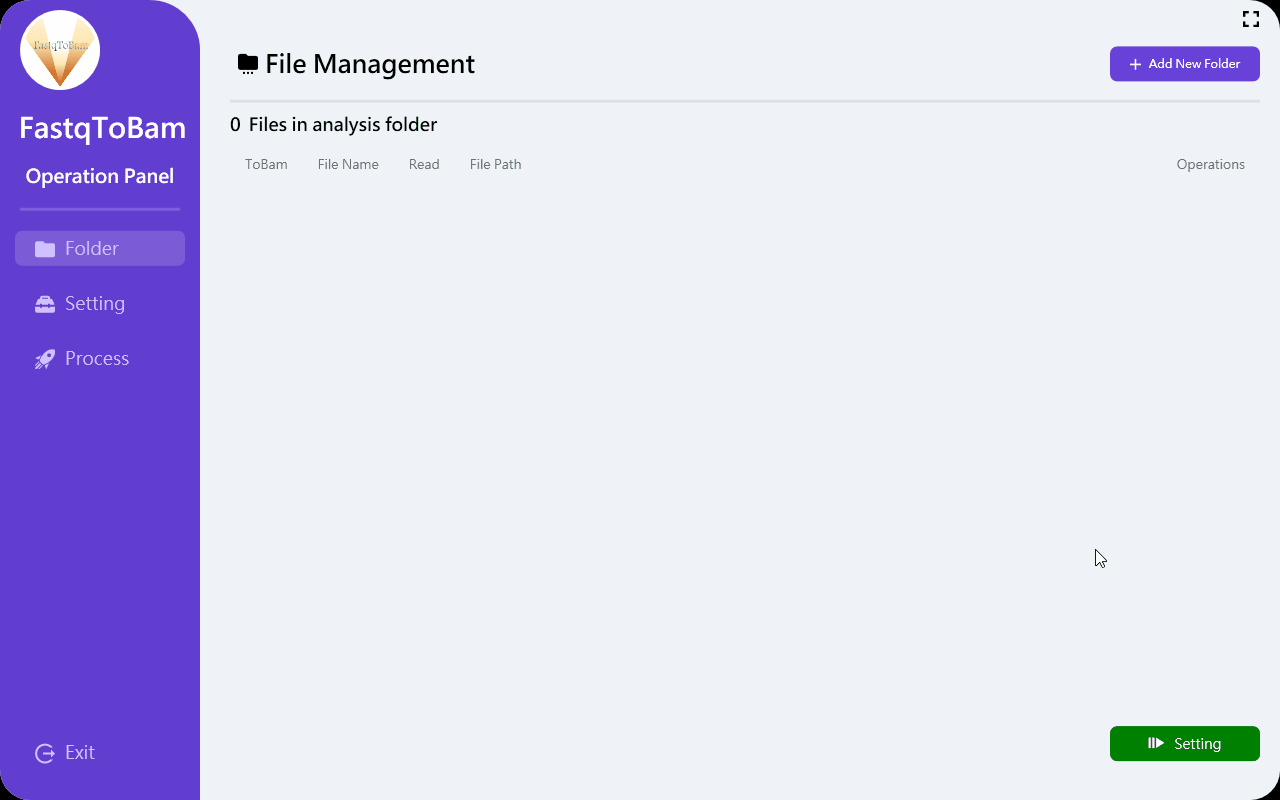 FastqToBam
FastqToBam
Operation Panel
Folder
Setting
Process
Exit
File Management
Add New Folder
0 Files in analysis folder
ToBam File Name Read File Path Operations
Setting